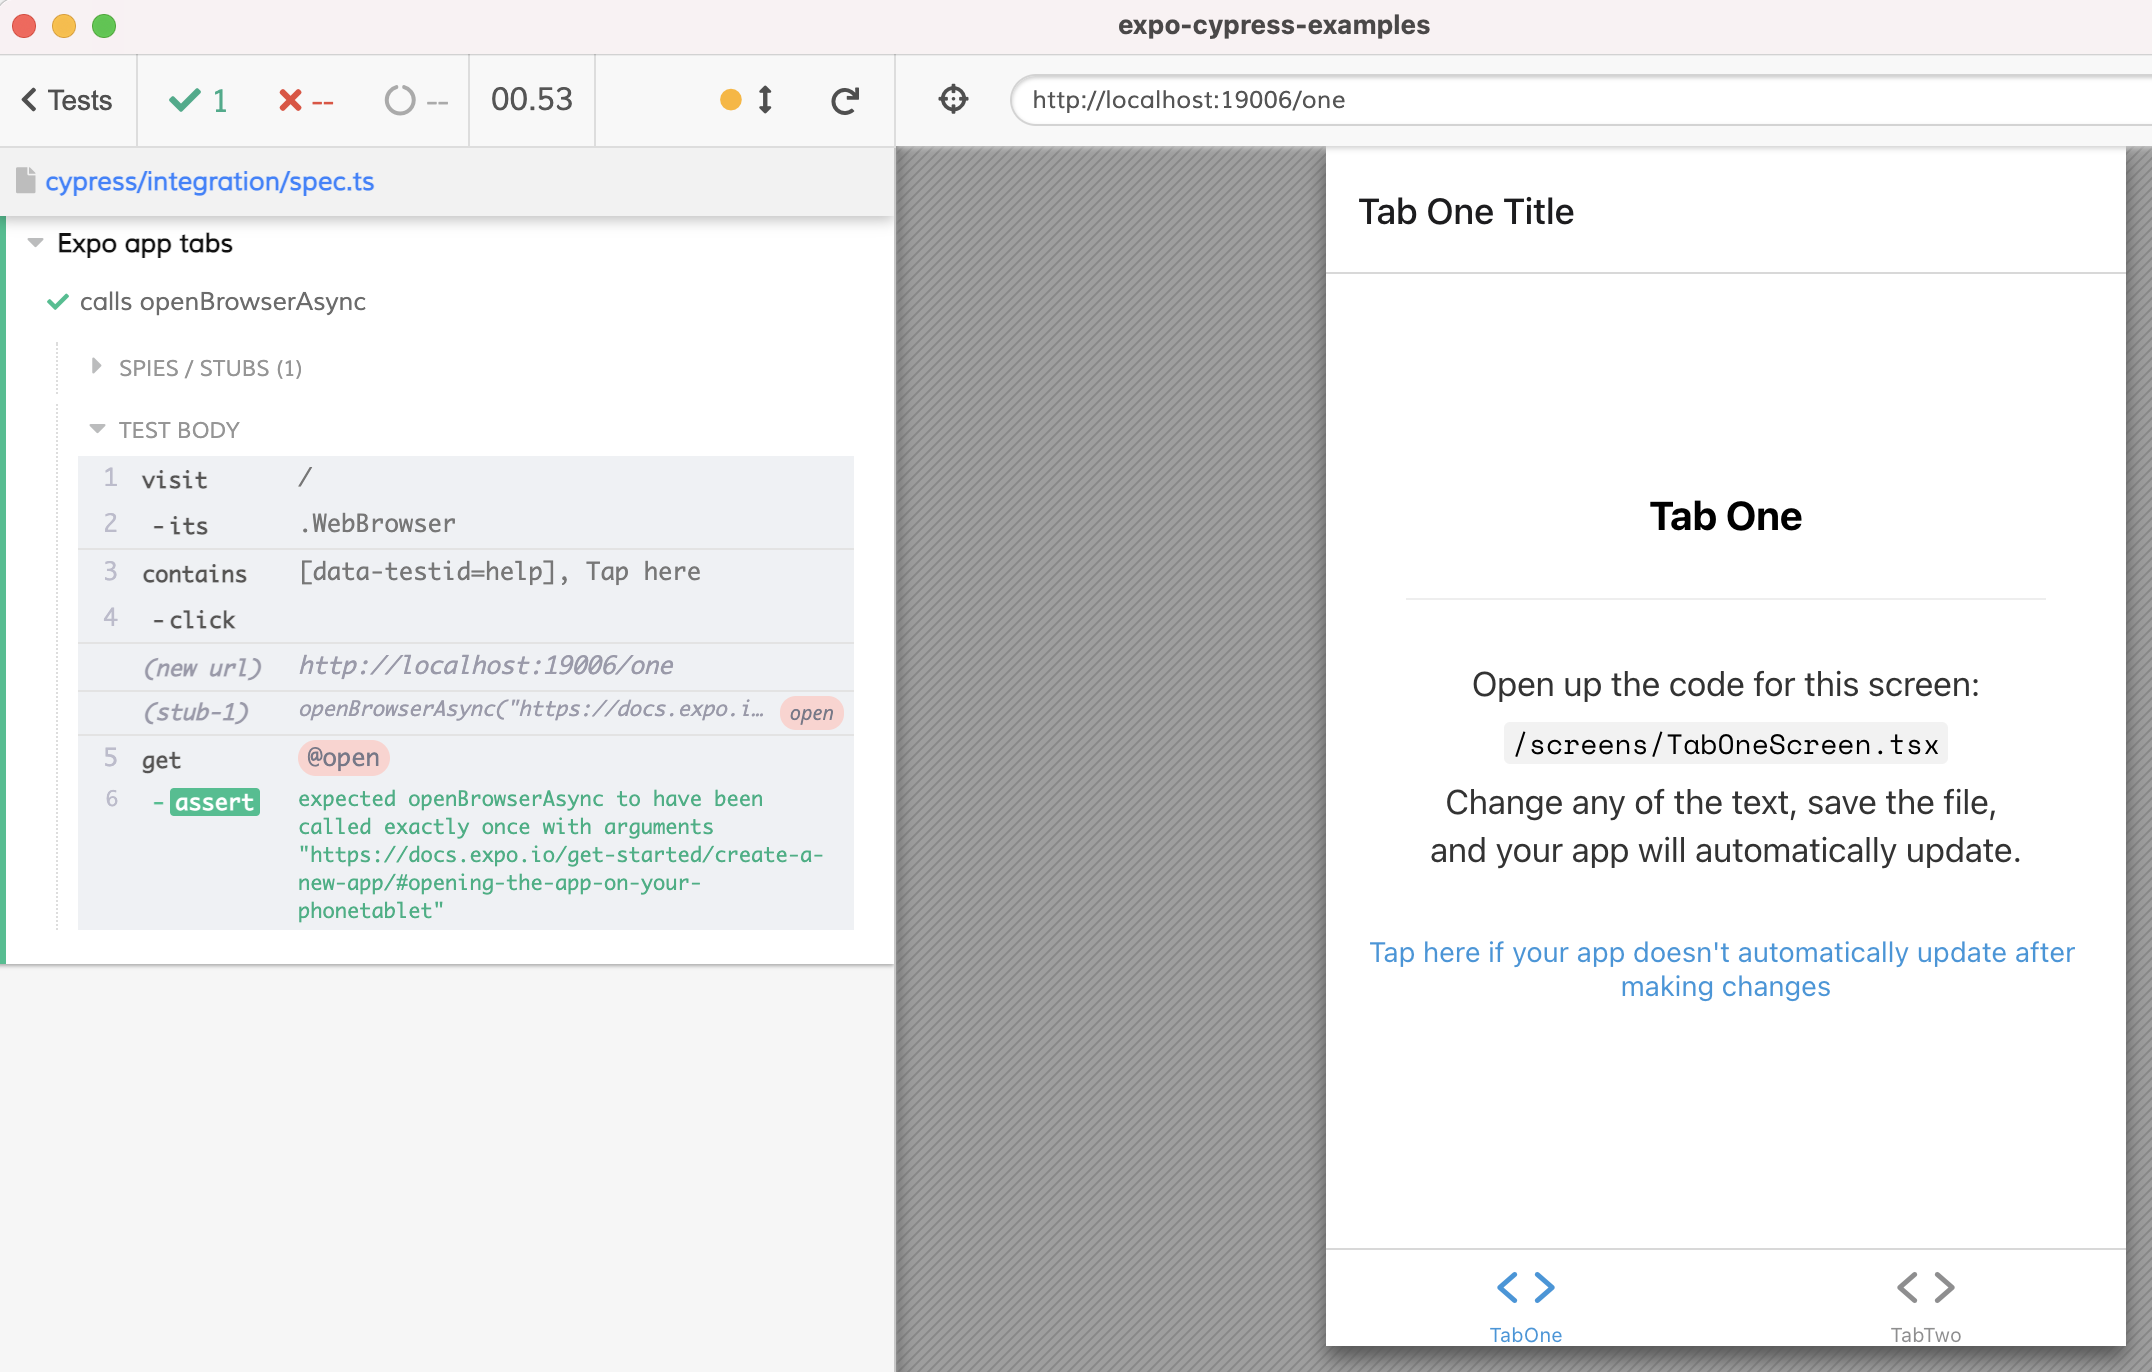 expo-cypress-examples
Tests
1
--
--
00.53
http://localhost:19006/one
cypress/integration/spec.ts
Expo app tabs
calls openBrowserAsync
SPIES / STUBS (1)
TEST BODY
1 visit /
2 -its .WebBrowser
3 contains [data-testid=help], Tap here
4 -click
(new url) http://localhost:19006/one
(stub-1) openBrowserAsync("https://docs.expo.i… open
5 get @open
6 -assert expected openBrowserAsync to have been
called exactly once with arguments
"https://docs.expo.io/get-started/create-a-
new-app/#opening-the-app-on-your-
phonetablet"
Tab One Title
Tab One
Open up the code for this screen:
/screens/TabOneScreen.tsx
Change any of the text, save the file,
and your app will automatically update.
Tap here if your app doesn't automatically update after
making changes
TabOne
TabTwo